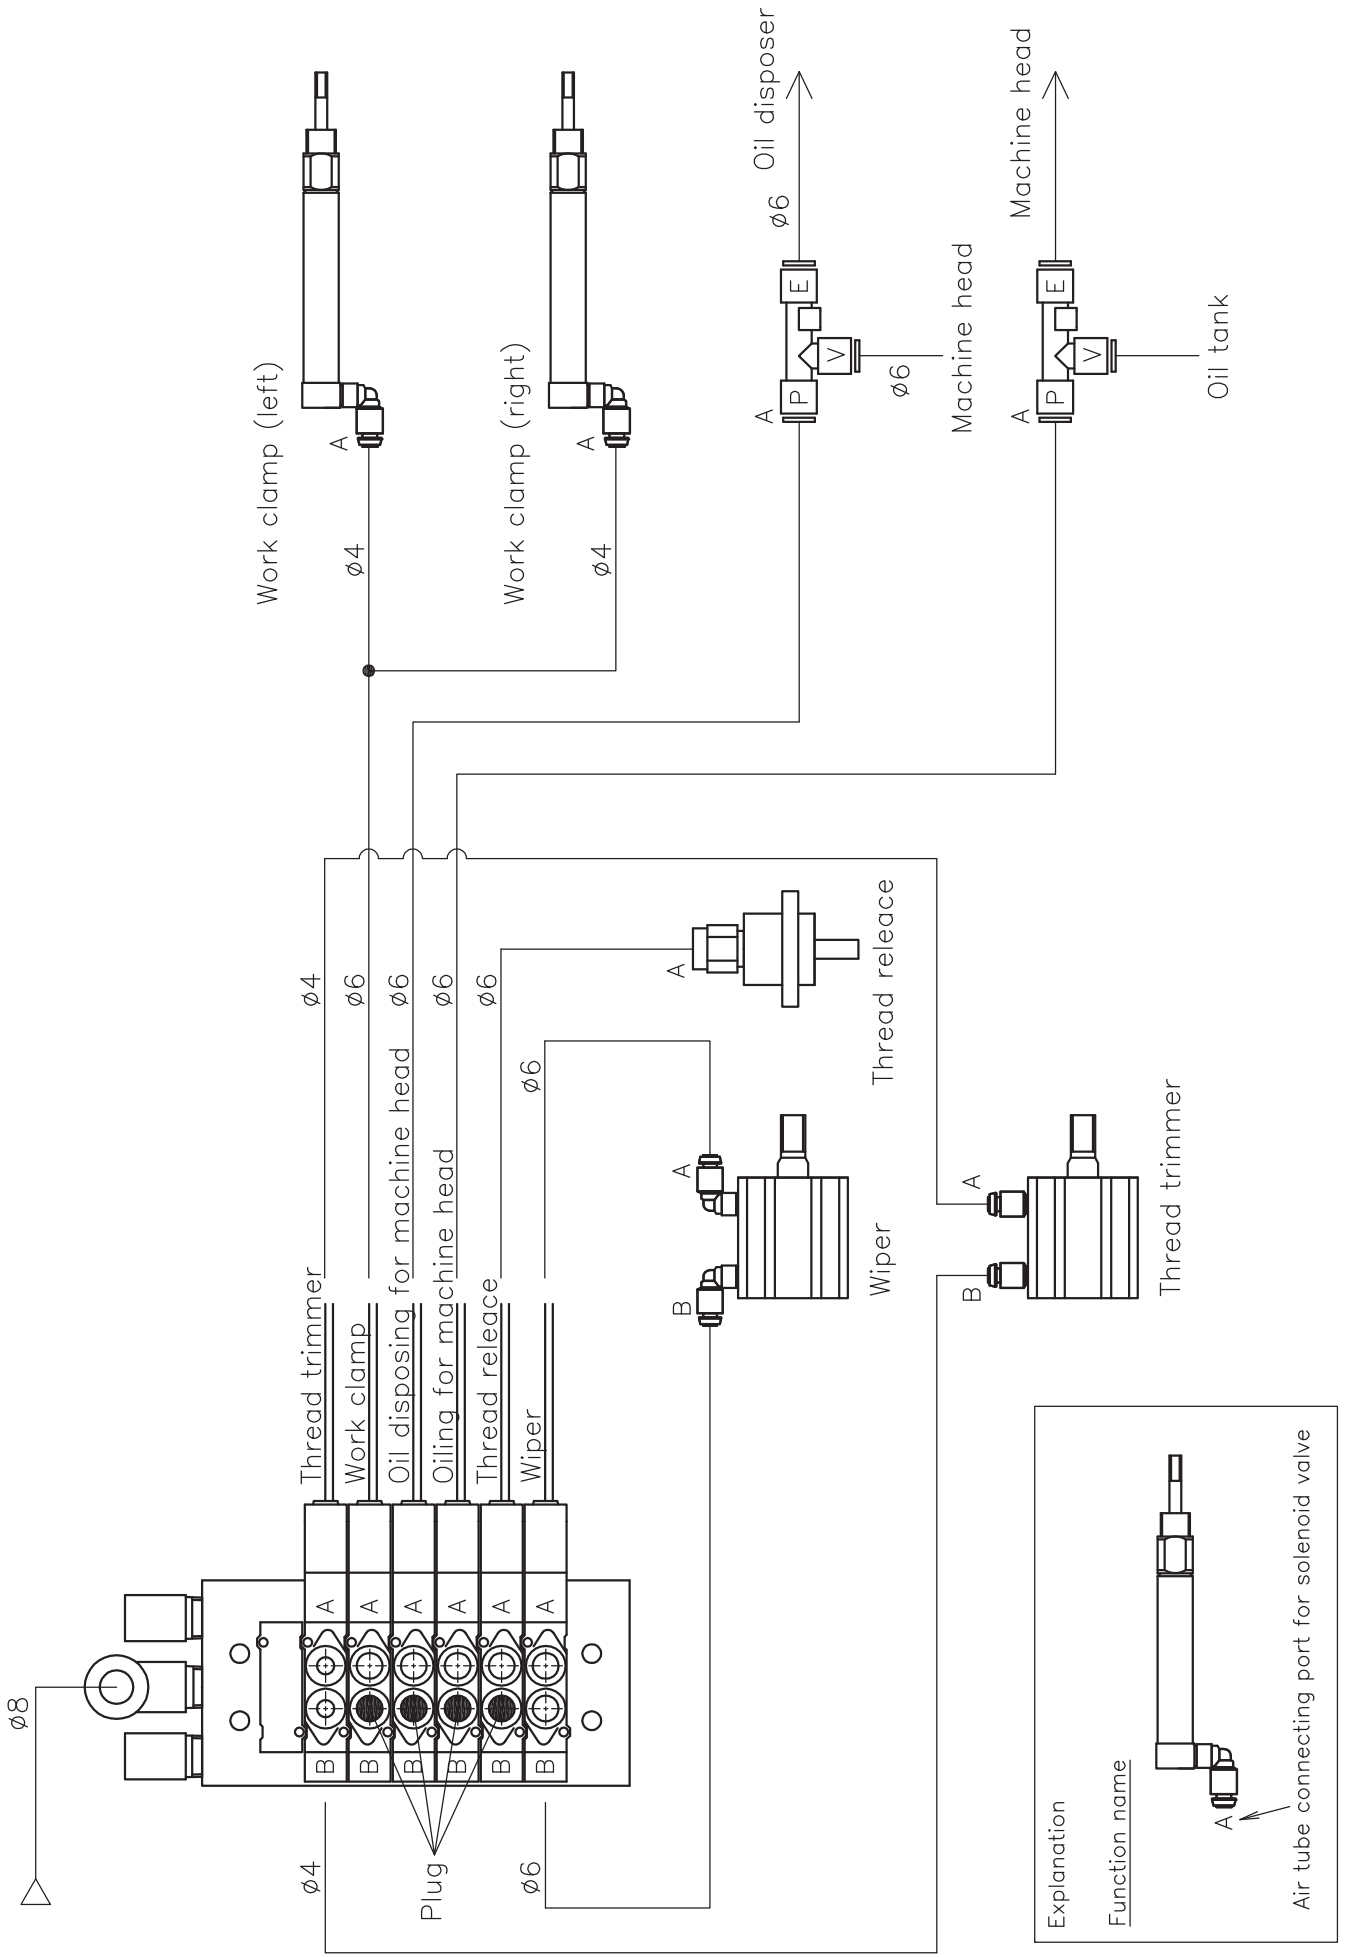 ø8
Work clamp (left)
ø4
B
A
Thread trimmer
ø4
B
A
Work clamp
ø6
ø4
A
B
A
Oil disposing for machine head
ø6
Plug
B
A
Oiling for machine head
ø6
B
A
Thread releace
ø6
Work clamp (right)
ø6
B
A
Wiper
ø6
ø4
A
B
A
A
A
ø6
Oil disposer
P
E
V
Wiper
Thread releace
ø6
Machine head
B
A
A
Machine head
P
E
V
Thread trimmer
Oil tank
Explanation
Function name
A
Air tube connecting port for solenoid valve